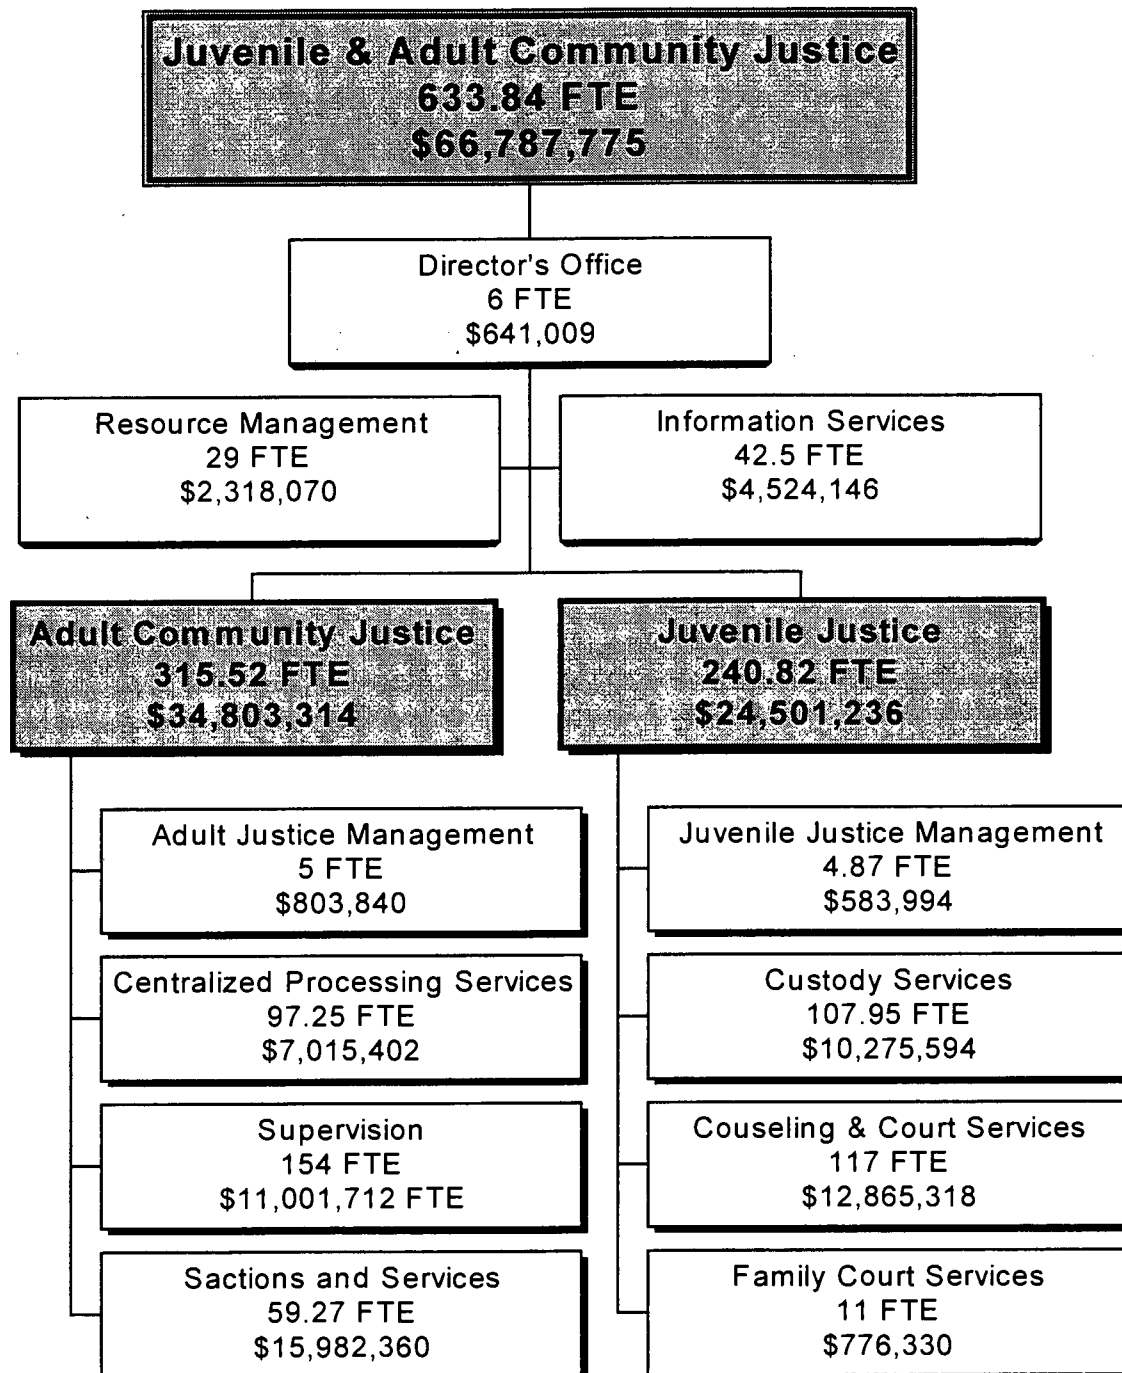 Juvenile & Adult Community Justice
633.84 FTE
$66,787,775
Director's Office
6 FTE
$641,009
Resource Management
29 FTE
$2,318,070
Information Services
42.5 FTE
$4,524,146
Adult Community Justice
315.52 FTE
$34,803,314
Juvenile Justice
240.82 FTE
$24,501,236
Adult Justice Management
5 FTE
$803,840
Centralized Processing Services
97.25 FTE
$7,015,402
Supervision
154 FTE
$11,001,712 FTE
Sactions and Services
59.27 FTE
$15,982,360
Juvenile Justice Management
4.87 FTE
$583,994
Custody Services
107.95 FTE
$10,275,594
Couseling & Court Services
117 FTE
$12,865,318
Family Court Services
11 FTE
$776,330